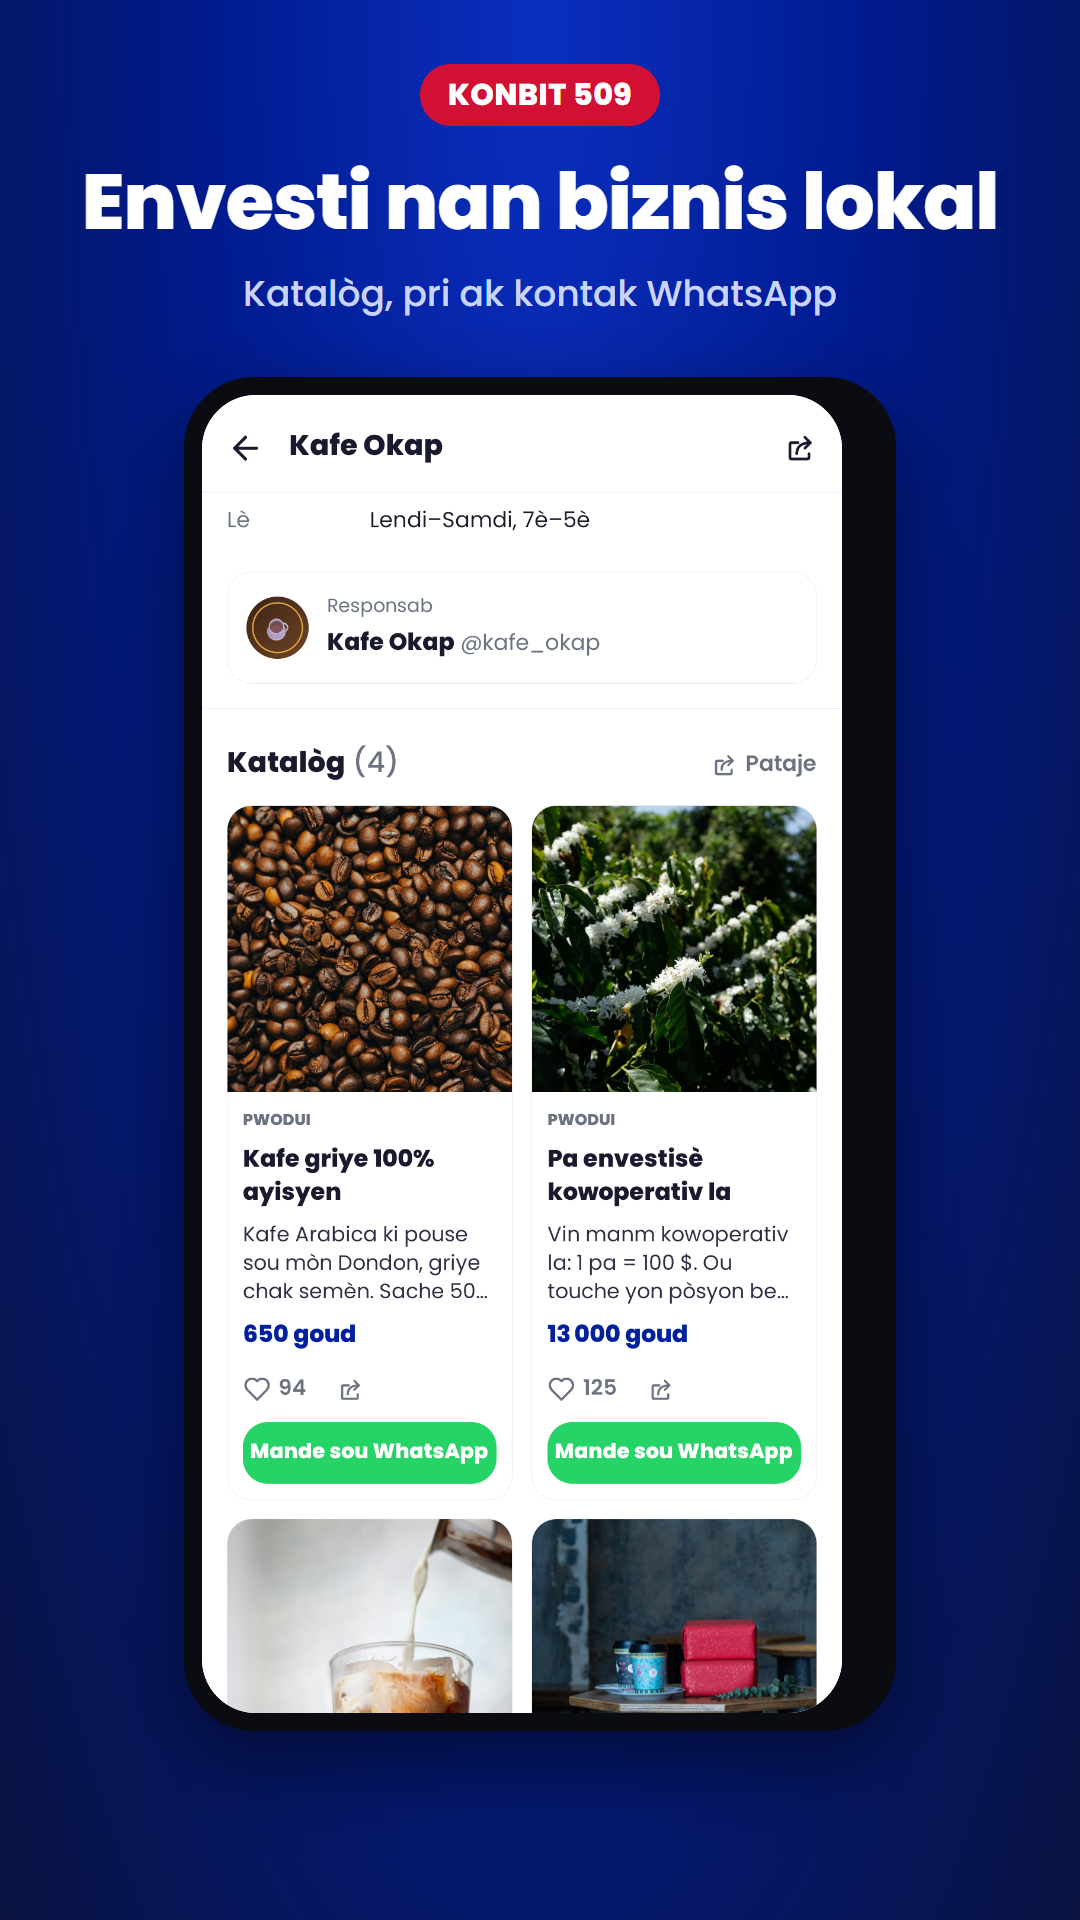 KONBIT 509
Envesti nan biznis lokal
Katalòg, pri ak kontak WhatsApp
Kafe Okap
Lè Lendi–Samdi, 7è–5è
Responsab
Kafe Okap @kafe_okap
Katalòg (4) Pataje
PWODUI
Kafe griye 100%
ayisyen
Kafe Arabica ki pouse
sou mòn Dondon, griye
chak semèn. Sache 50...
650 goud
94
Mande sou WhatsApp
PWODUI
Pa envestisè
kowoperativ la
Vin manm kowoperativ
la: 1 pa = 100 $. Ou
touche yon pòsyon be...
13 000 goud
125
Mande sou WhatsApp